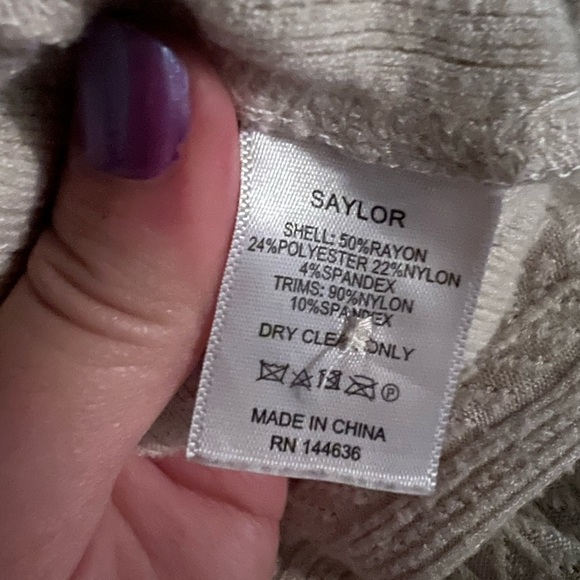 SAYLOR
SHELL: 50%RAYON
24%POLYESTER 22%NYLON
4%SPANDEX
TRIMS: 90%NYLON
10%SPANDEX
DRY CLEAN ONLY
P
MADE IN CHINA
RN 144636